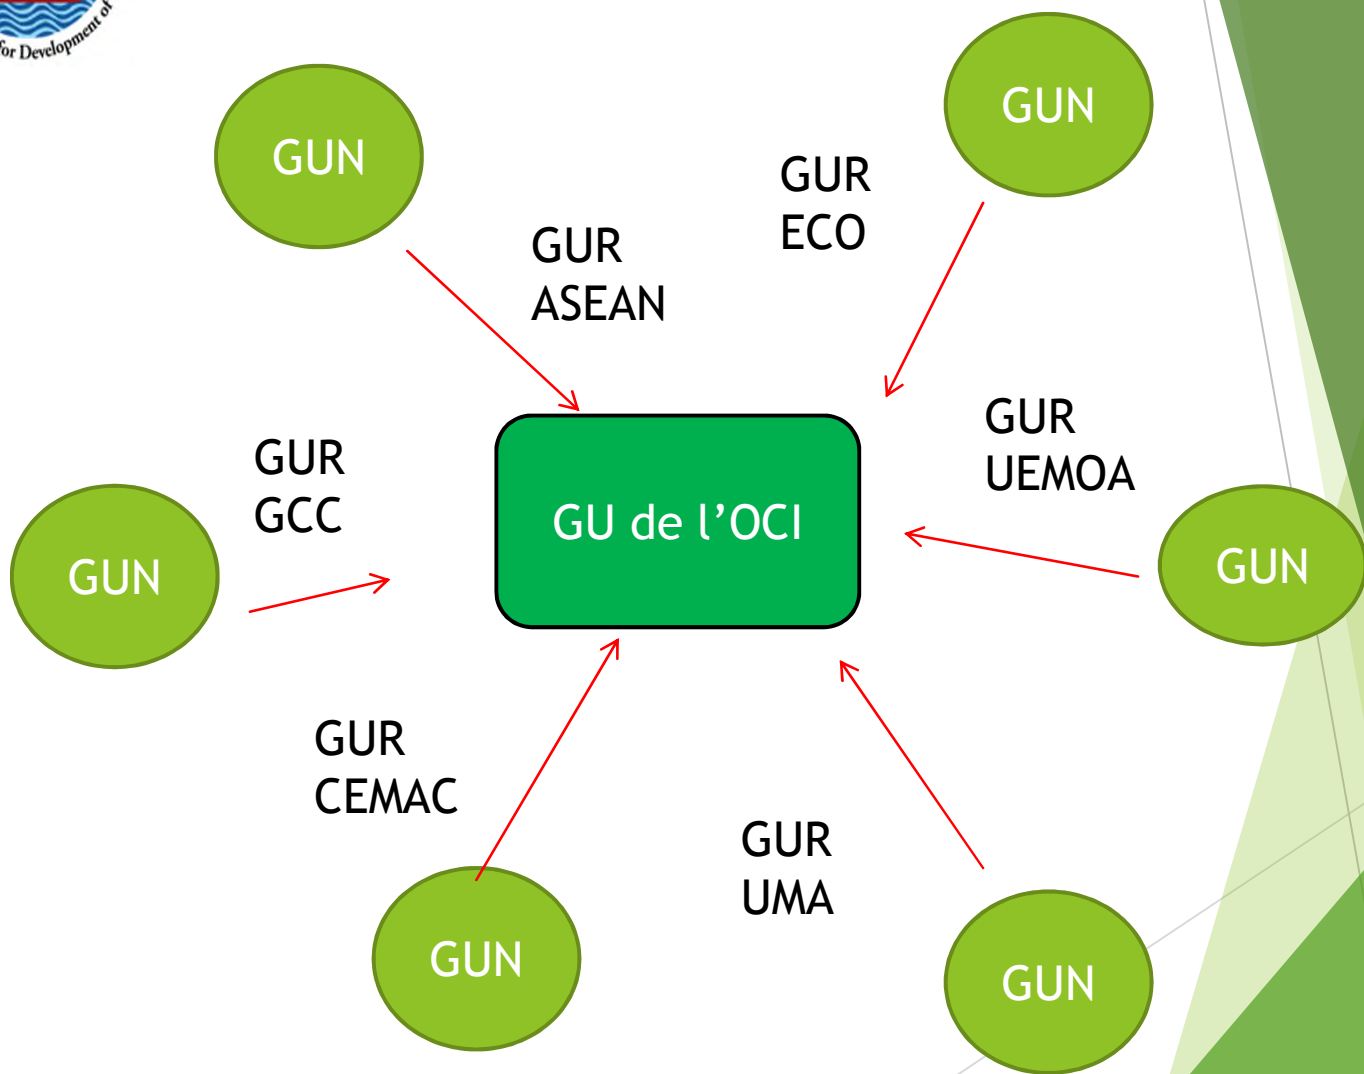 for Development of
GUN
GUN
GUR
ECO
GUR
ASEAN
GUR
UEMOA
GUR
GCC
GU de l’OCI
GUN
GUN
GUR
CEMAC
GUR
UMA
GUN
GUN